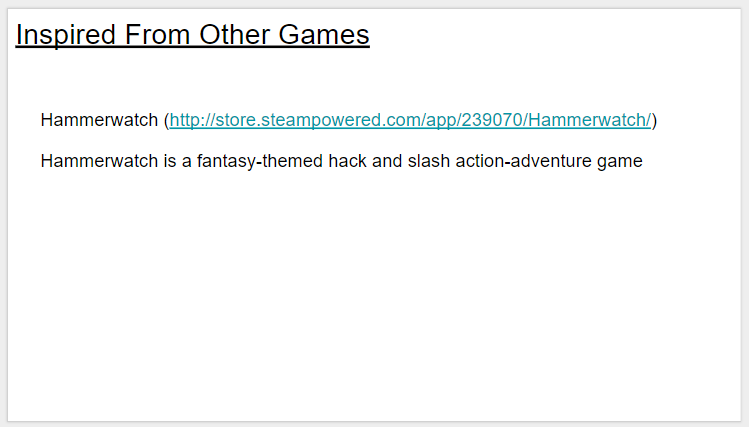 Inspired From Other Games
Hammerwatch (http://store.steampowered.com/app/239070/Hammerwatch/)
Hammerwatch is a fantasy-themed hack and slash action-adventure game